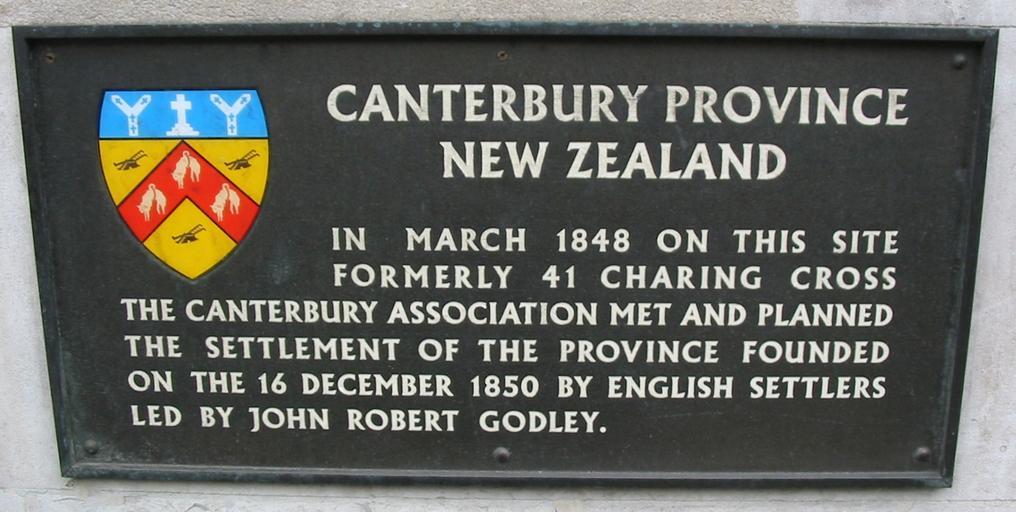 CANTERBURY PROVINCE
NEW ZEALAND
IN MARCH 1848 ON THIS SITE
FORMERLY 41 CHARING CROSS
THE CANTERBURY ASSOCIATION MET AND PLANNED
THE SETTLEMENT OF THE PROVINCE FOUNDED
ON THE 16 DECEMBER 1850 BY ENGLISH SETTLERS
LED BY JOHN ROBERT GODLEY.